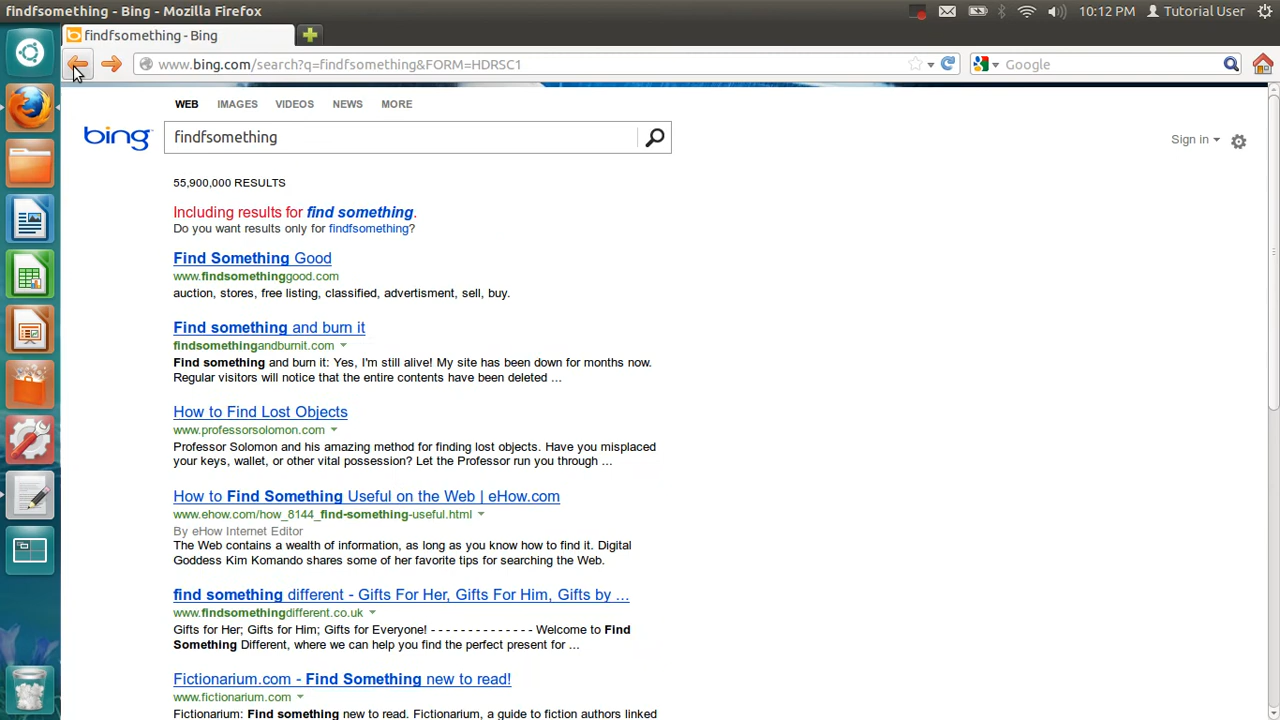 findfsomething - Bing - Mozilla Firefox
10:12 PM
Tutorial User
findfsomething - Bing
www.bing.com/search?q=findfsomething&FORM=HDRSC1
Google
WEB IMAGES VIDEOS NEWS MORE
bing
findfsomething
Sign in
55,900,000 RESULTS
Including results for find something.
Do you want results only for findfsomething?
Find Something Good
www.findsomethinggood.com
auction, stores, free listing, classified, advertisment, sell, buy.
Find something and burn it
findsomethingandburnit.com
Find something and burn it: Yes, I'm still alive! My site has been down for months now.
Regular visitors will notice that the entire contents have been deleted ...
How to Find Lost Objects
www.professorsolomon.com
Professor Solomon and his amazing method for finding lost objects. Have you misplaced
your keys, wallet, or other vital possession? Let the Professor run you through ...
How to Find Something Useful on the Web | eHow.com
www.ehow.com/how_8144_find-something-useful.html
By eHow Internet Editor
The Web contains a wealth of information, as long as you know how to find it. Digital
Goddess Kim Komando shares some of her favorite tips for searching the Web.
find something different - Gifts For Her, Gifts For Him, Gifts by ...
www.findsomethingdifferent.co.uk
Gifts for Her; Gifts for Him; Gifts for Everyone! - - - - - - - - - - - - - - Welcome to Find
Something Different, where we can help you find the perfect present for ...
Fictionarium.com - Find Something new to read!
www.fictionarium.com
Fictionarium: Find something new to read. Fictionarium, a guide to fiction authors linked